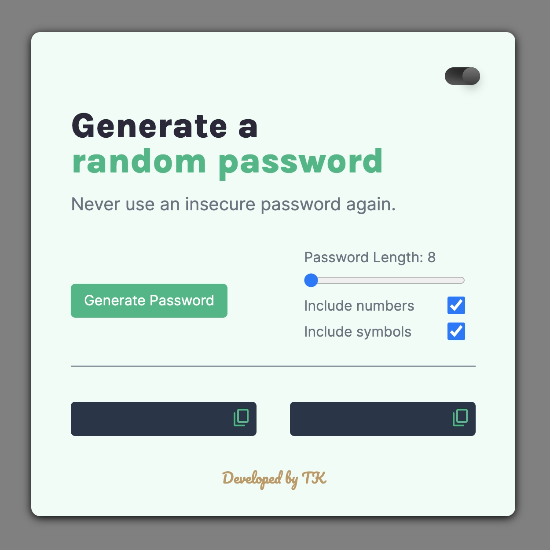 Generate a
random password
Never use an insecure password again.
Password Length: 8
Generate Password
Include numbers
Include symbols
Developed by TK